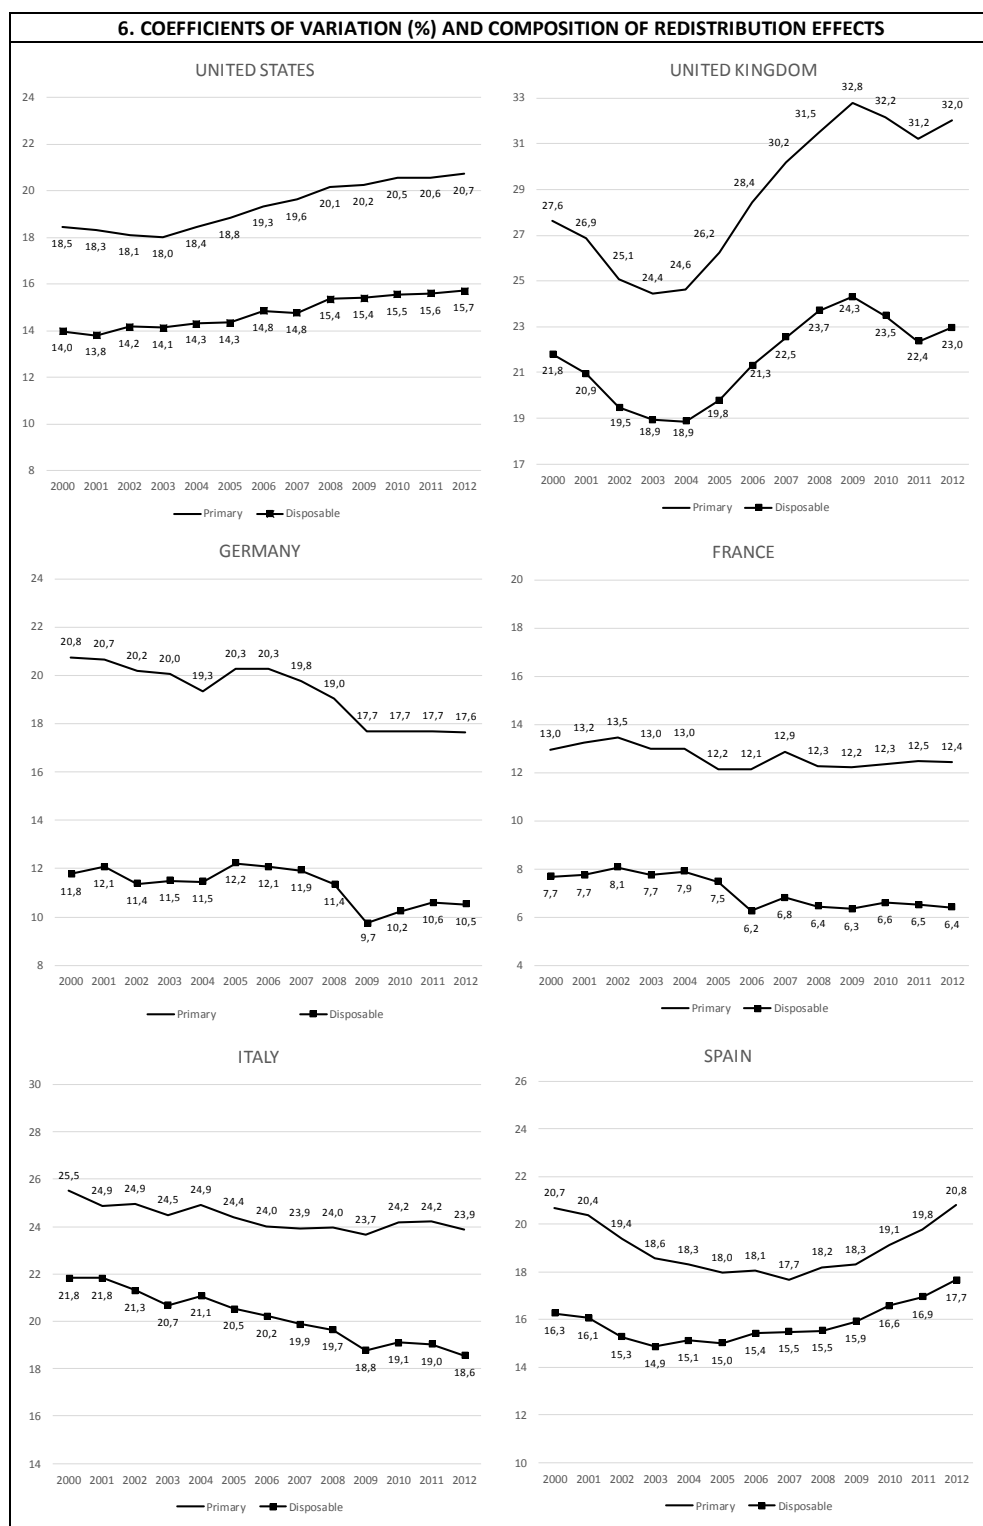 6. COEFFICIENTS OF VARIATION (%) AND COMPOSITION OF REDISTRIBUTION EFFECTS
UNITED STATES
24
22
20
18
16
14
12
10
8
18,5 18,3 18,1 18,0 18,4 18,8 19,3 19,6 20,1 20,2 20,5 20,6 20,7
14,0 13,8 14,2 14,1 14,3 14,3 14,8 14,8 15,4 15,4 15,5 15,6 15,7
2000 2001 2002 2003 2004 2005 2006 2007 2008 2009 2010 2011 2012
Primary Disposable
UNITED KINGDOM
33
31
29
27
25
23
21
19
17
27,6 26,9 25,1 24,4 24,6 26,2 28,4 30,2 31,5 32,8 32,2 31,2 32,0
21,8 20,9 19,5 18,9 18,9 19,8 21,3 22,5 23,7 24,3 23,5 22,4 23,0
2000 2001 2002 2003 2004 2005 2006 2007 2008 2009 2010 2011 2012
Primary Disposable
GERMANY
24
22
20
18
16
14
12
10
8
20,8 20,7 20,2 20,0 19,3 20,3 20,3 19,8 19,0 17,7 17,7 17,7 17,6
11,8 12,1 11,4 11,5 11,5 12,2 12,1 11,9 11,4 9,7 10,2 10,6 10,5
2000 2001 2002 2003 2004 2005 2006 2007 2008 2009 2010 2011 2012
Primary Disposable
FRANCE
20
18
16
14
12
10
8
6
4
13,0 13,2 13,5 13,0 13,0 12,2 12,1 12,9 12,3 12,2 12,3 12,5 12,4
7,7 7,7 8,1 7,7 7,9 7,5 6,2 6,8 6,4 6,3 6,6 6,5 6,4
2000 2001 2002 2003 2004 2005 2006 2007 2008 2009 2010 2011 2012
Primary Disposable
ITALY
30
28
26
24
22
20
18
16
14
25,5 24,9 24,9 24,5 24,9 24,4 24,0 23,9 24,0 23,7 24,2 24,2 23,9
21,8 21,8 21,3 20,7 21,1 20,5 20,2 19,9 19,7 18,8 19,1 19,0 18,6
2000 2001 2002 2003 2004 2005 2006 2007 2008 2009 2010 2011 2012
Primary Disposable
SPAIN
26
24
22
20
18
16
14
12
10
20,7 20,4 19,4 18,6 18,3 18,0 18,1 17,7 18,2 18,3 19,1 19,8 20,8
16,3 16,1 15,3 14,9 15,1 15,0 15,4 15,5 15,5 15,9 16,6 16,9 17,7
2000 2001 2002 2003 2004 2005 2006 2007 2008 2009 2010 2011 2012
Primary Disposable